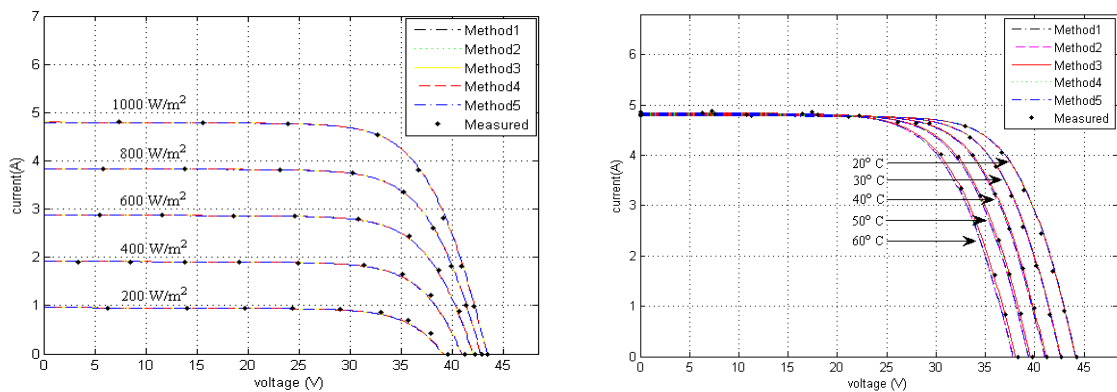 7
6
5
4
3
2
1
0
current(A)
0 5 10 15 20 25 30 35 40 45
voltage (V)
1000 W/m²
800 W/m²
600 W/m²
400 W/m²
200 W/m²
Method1
Method2
Method3
Method4
Method5
Measured
6
5
4
3
2
1
0
current(A)
0 5 10 15 20 25 30 35 40 45
voltage (V)
20° C
30° C
40° C
50° C
60° C
Method1
Method2
Method3
Method4
Method5
Measured